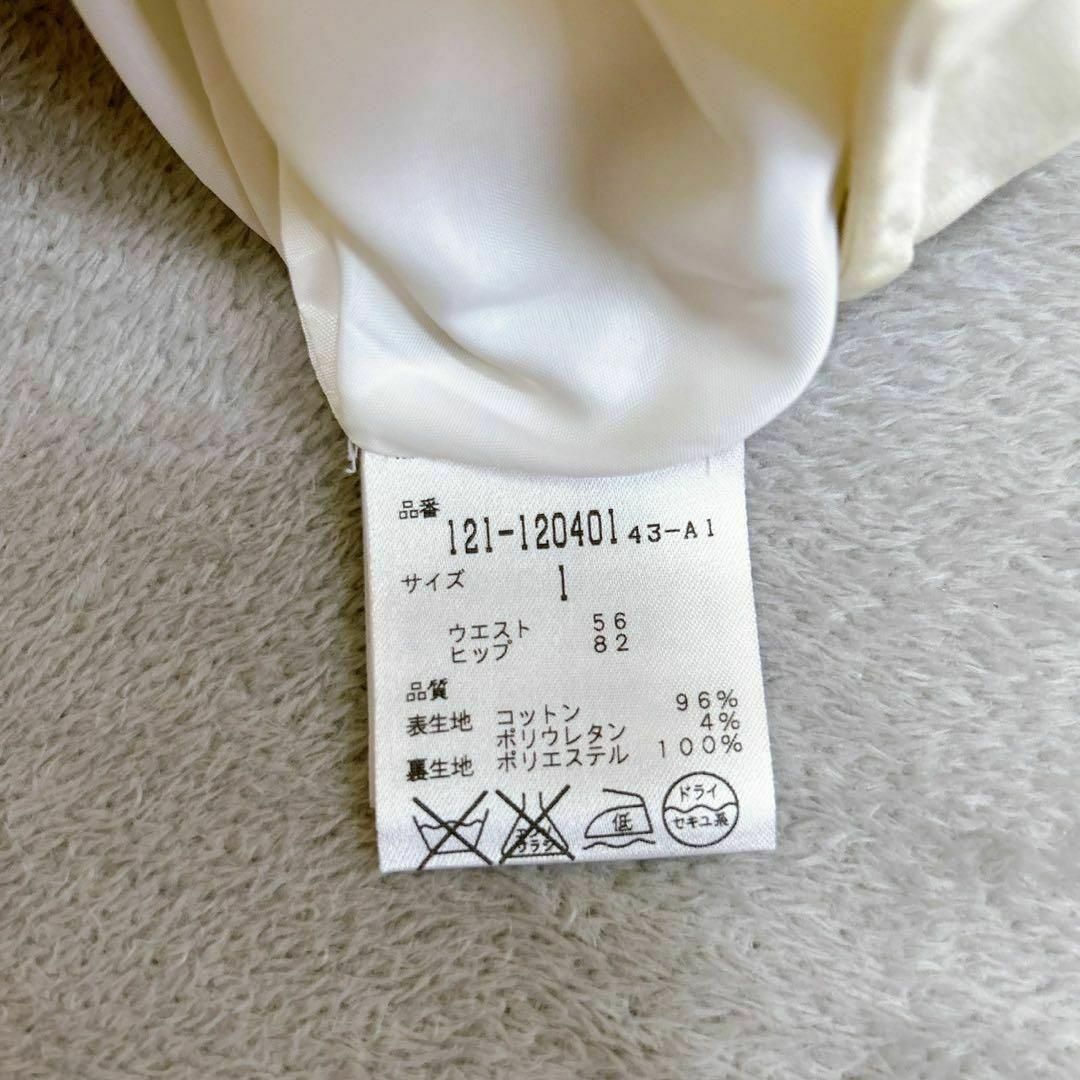 品番
121-120401 43-A1
サイズ 1
ウエスト 56
ヒップ 82
品質
表生地 コットン 96%
ポリウレタン 4%
裏生地 ポリエステル 100%
低
ドライ
セキユ系